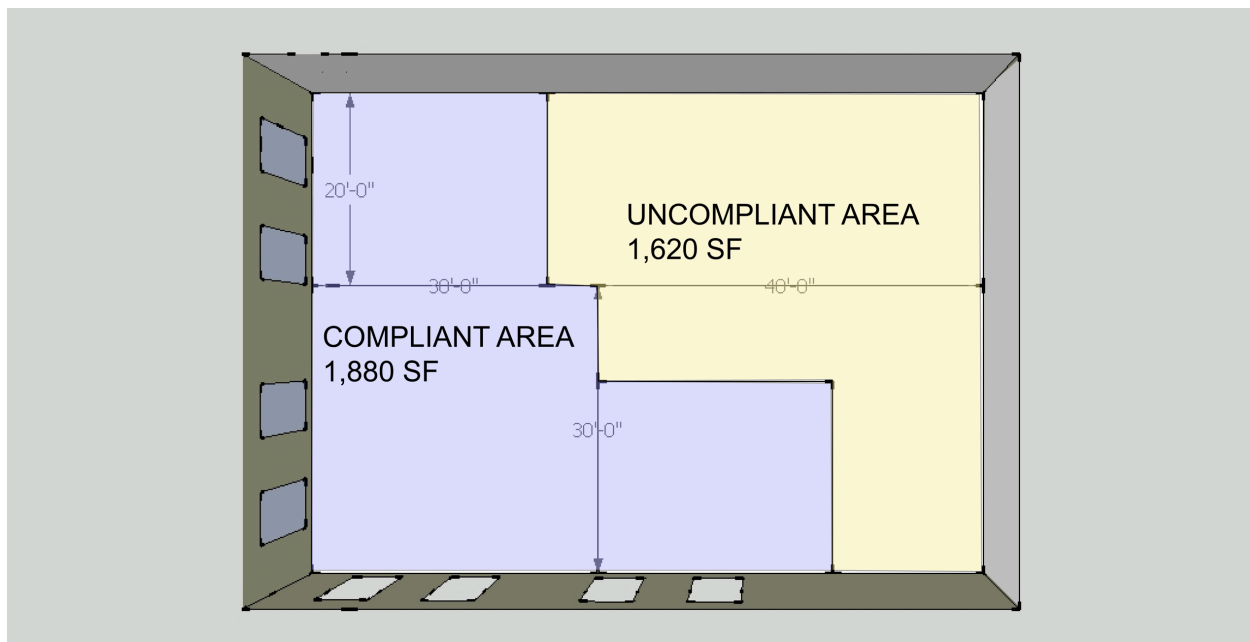 20'-0"
UNCOMPLIANT AREA
1,620 SF
30'-0"
40'-0"
COMPLIANT AREA
1,880 SF
30'-0"